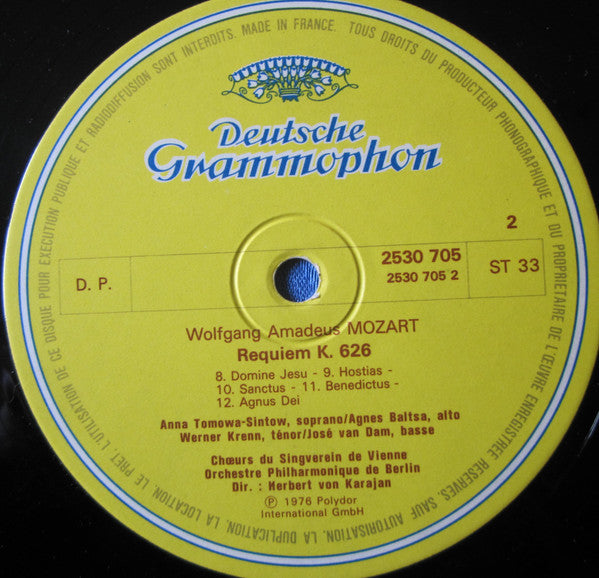 MADE IN FRANCE. TOUS DROITS DU PRODUCTEUR PHONOGRAPHIQUE ET DU PROPRIETAIRE DE L'ŒUVRE ENREGISTREE RESERVES. SAUF AUTORISATION, LA DUPLICATION, LA LOCATION, LE PRET, L'UTILISATION DE CE DISQUE POUR EXECUTION PUBLIQUE ET RADIODIFFUSION SONT INTERDITS.
Deutsche
Grammophon
2
D. P.
2530 705
2530 705 2
ST 33
Wolfgang Amadeus MOZART
Requiem K. 626
8. Domine Jesu - 9. Hostias -
10. Sanctus - 11. Benedictus -
12. Agnus Dei
Anna Tomowa-Sintow, soprano/Agnes Baltsa, alto
Werner Krenn, ténor/José van Dam, basse
Chœurs du Singverein de Vienne
Orchestre Philharmonique de Berlin
Dir. : Herbert von Karajan
Ⓟ 1976 Polydor
International GmbH